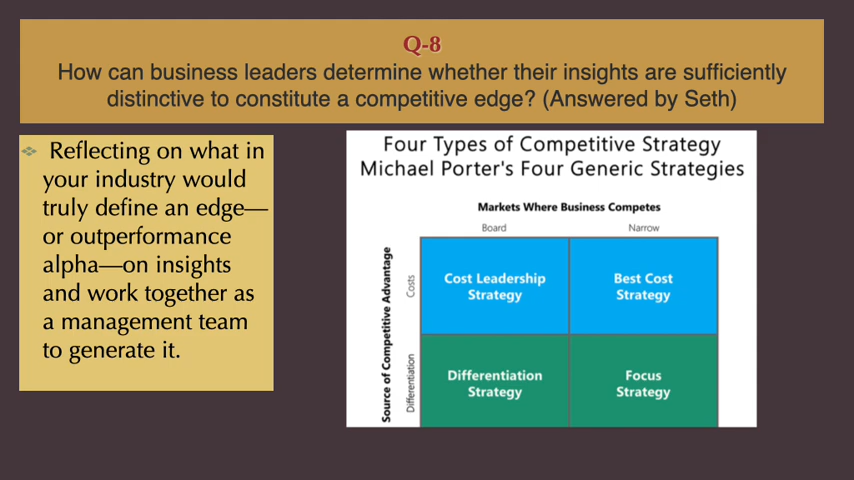 Q-8
How can business leaders determine whether their insights are sufficiently
distinctive to constitute a competitive edge? (Answered by Seth)
Reflecting on what in
your industry would
truly define an edge—
or outperformance
alpha—on insights
and work together as
a management team
to generate it.
Four Types of Competitive Strategy
Michael Porter's Four Generic Strategies
Markets Where Business Competes
Board Narrow
Source of Competitive Advantage
Costs
Cost Leadership
Strategy
Best Cost
Strategy
Differentiation
Differentiation
Strategy
Focus
Strategy